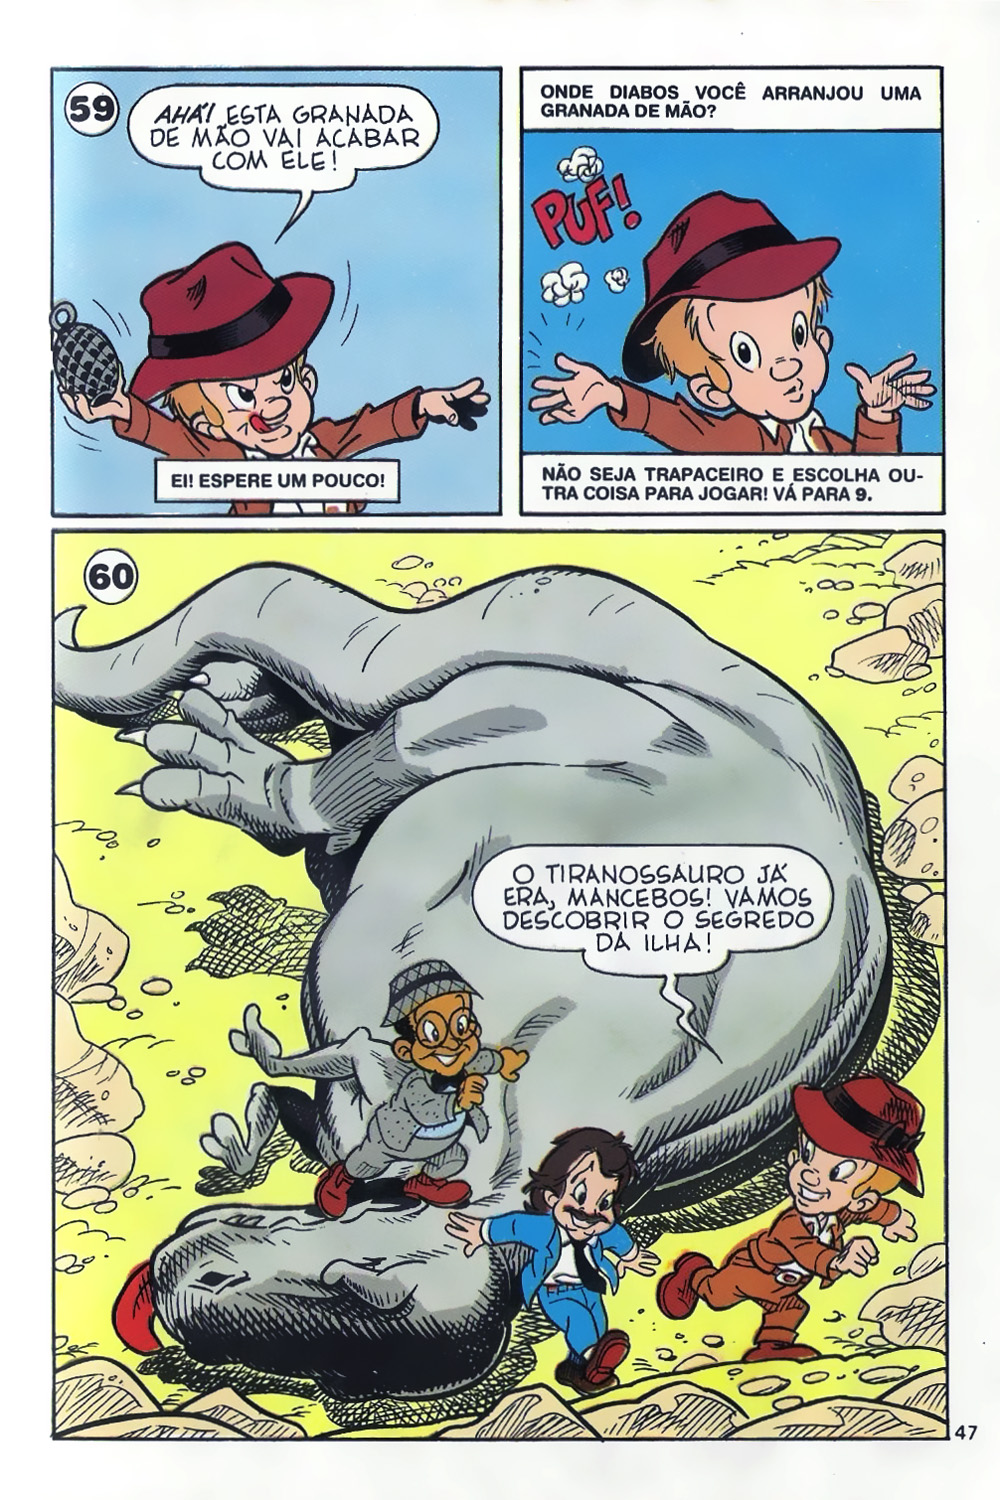 59
AHÁ! ESTA GRANADA
DE MÃO VAI ACABAR
COM ELE!
EI! ESPERE UM POUCO!
ONDE DIABOS VOCÊ ARRANJOU UMA
GRANADA DE MÃO?
PUF!
NÃO SEJA TRAPACEIRO E ESCOLHA OU-
TRA COISA PARA JOGAR! VÁ PARA 9.
60
O TIRANOSSAURO JÁ
ERA, MANCEBOS! VAMOS
DESCOBRIR O SEGREDO
DA ILHA!
47